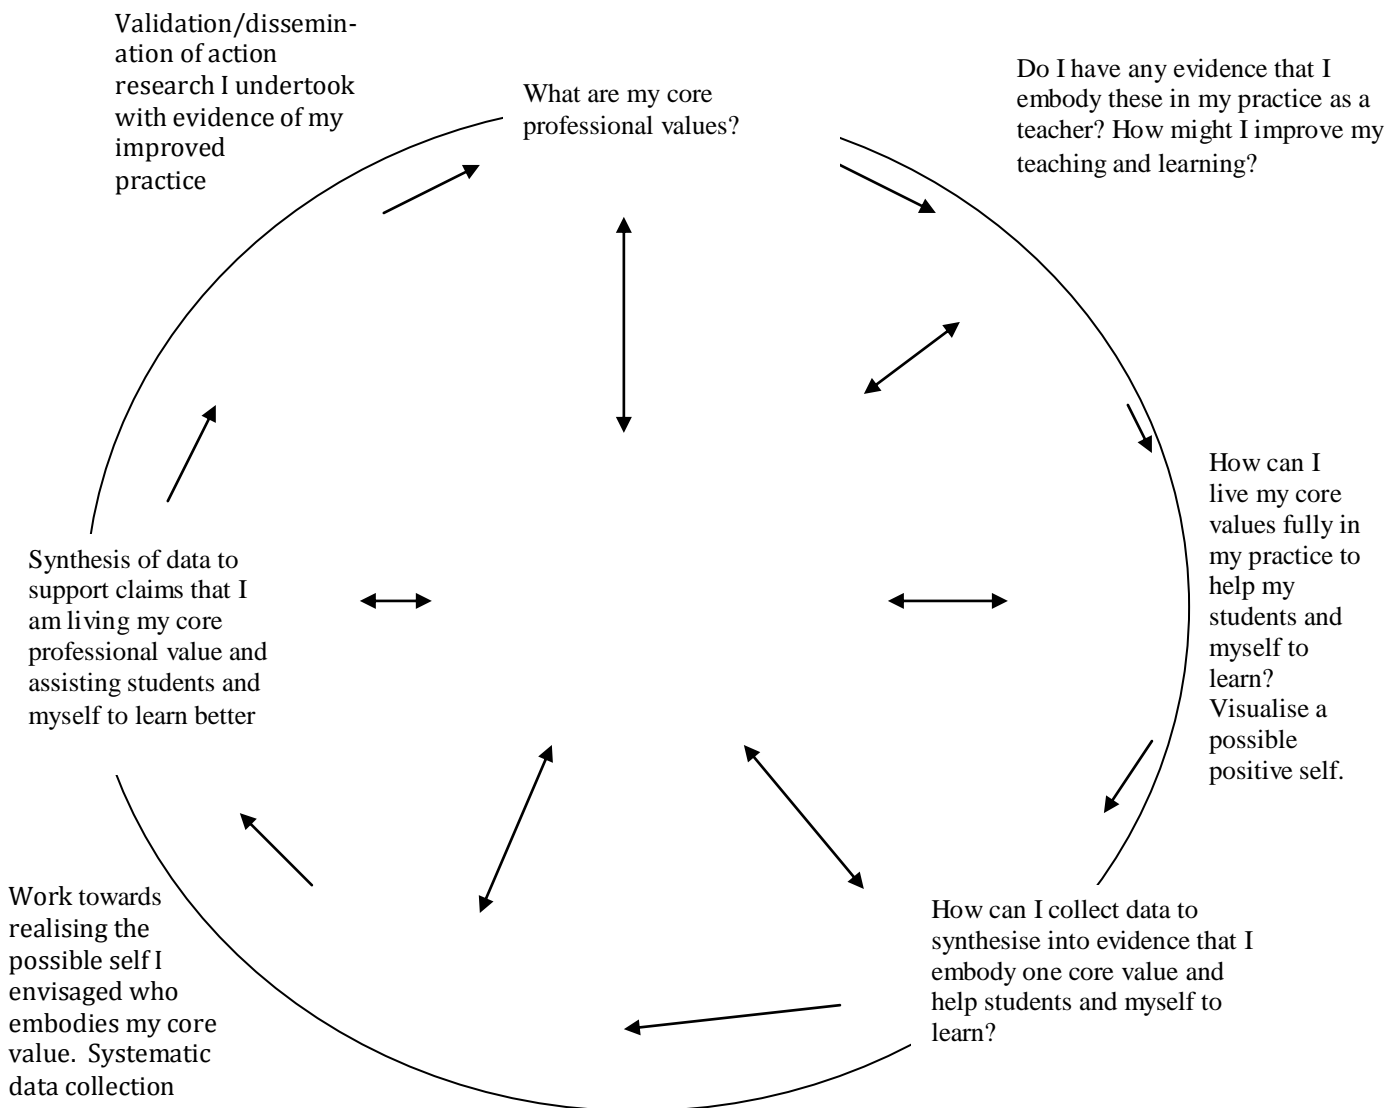 What are my core
professional values?
Do I have any evidence that I
embody these in my practice as a
teacher? How might I improve my
teaching and learning?
How can I
live my core
values fully in
my practice to
help my
students and
myself to
learn?
Visualise a
possible
positive self.
How can I collect data to
synthesise into evidence that I
embody one core value and
help students and myself to
learn?
Work towards
realising the
possible self I
envisaged who
embodies my core
value.  Systematic
data collection
Synthesis of data to
support claims that I
am living my core
professional value and
assisting students and
myself to learn better
Validation/dissemin-
ation of action
research I undertook
with evidence of my
improved
practice